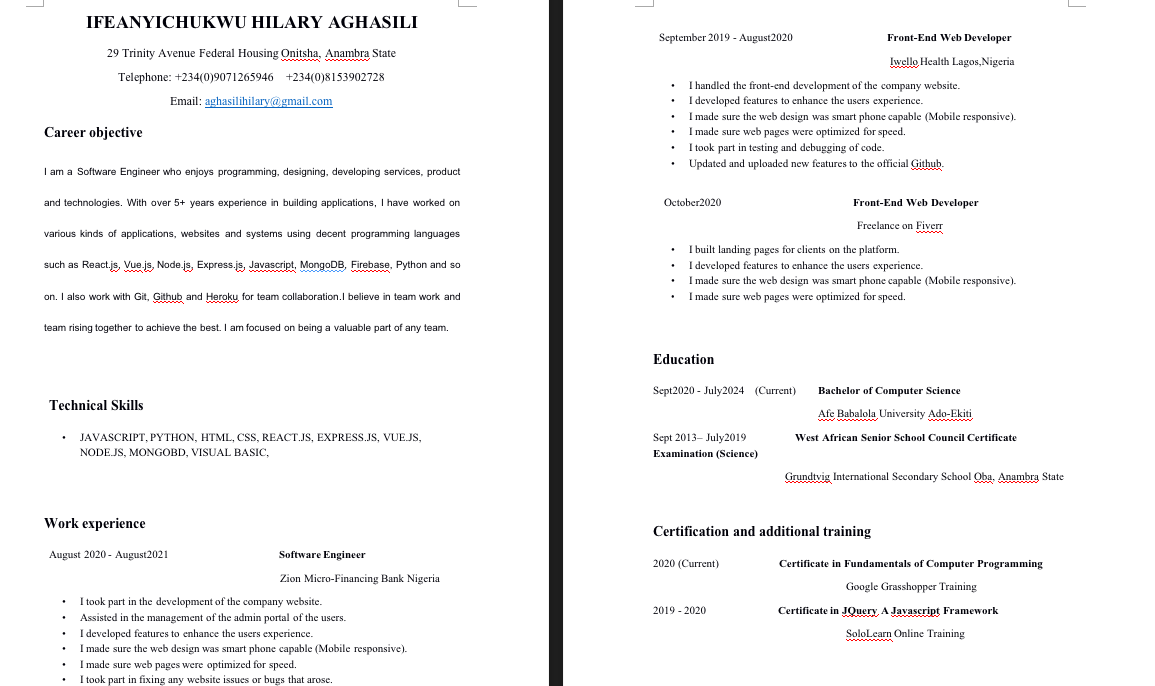 IFEANYICHUKWU HILARY AGHASILI
29 Trinity Avenue Federal Housing Onitsha, Anambra State
Telephone: +234(0)9071265946 +234(0)8153902728
Email: aghasilihilary@gmail.com
Career objective
I am a Software Engineer who enjoys programming, designing, developing services, product
and technologies. With over 5+ years experience in building applications, I have worked on
various kinds of applications, websites and systems using decent programming languages
such as React.js, Vue.js, Node.js, Express.js, Javascript, MongoDB, Firebase, Python and so
on. I also work with Git, Github and Heroku for team collaboration.I believe in team work and
team rising together to achieve the best. I am focused on being a valuable part of any team.
Technical Skills
• JAVASCRIPT, PYTHON, HTML, CSS, REACT.JS, EXPRESS.JS, VUE.JS,
NODE.JS, MONGOBD, VISUAL BASIC,
Work experience
August 2020 - August2021 Software Engineer
Zion Micro-Financing Bank Nigeria
• I took part in the development of the company website.
• Assisted in the management of the admin portal of the users.
• I developed features to enhance the users experience.
• I made sure the web design was smart phone capable (Mobile responsive).
• I made sure web pages were optimized for speed.
• I took part in fixing any website issues or bugs that arose.
September 2019 - August2020 Front-End Web Developer
Iwello Health Lagos,Nigeria
• I handled the front-end development of the company website.
• I developed features to enhance the users experience.
• I made sure the web design was smart phone capable (Mobile responsive).
• I made sure web pages were optimized for speed.
• I took part in testing and debugging of code.
• Updated and uploaded new features to the official Github.
October2020 Front-End Web Developer
Freelance on Fiverr
• I built landing pages for clients on the platform.
• I developed features to enhance the users experience.
• I made sure the web design was smart phone capable (Mobile responsive).
• I made sure web pages were optimized for speed.
Education
Sept2020 - July2024 (Current) Bachelor of Computer Science
Afe Babalola University Ado-Ekiti
Sept 2013– July2019 West African Senior School Council Certificate
Examination (Science)
Grundtvig International Secondary School Oba, Anambra State
Certification and additional training
2020 (Current) Certificate in Fundamentals of Computer Programming
Google Grasshopper Training
2019 - 2020 Certificate in JQuery A Javascript Framework
SoloLearn Online Training